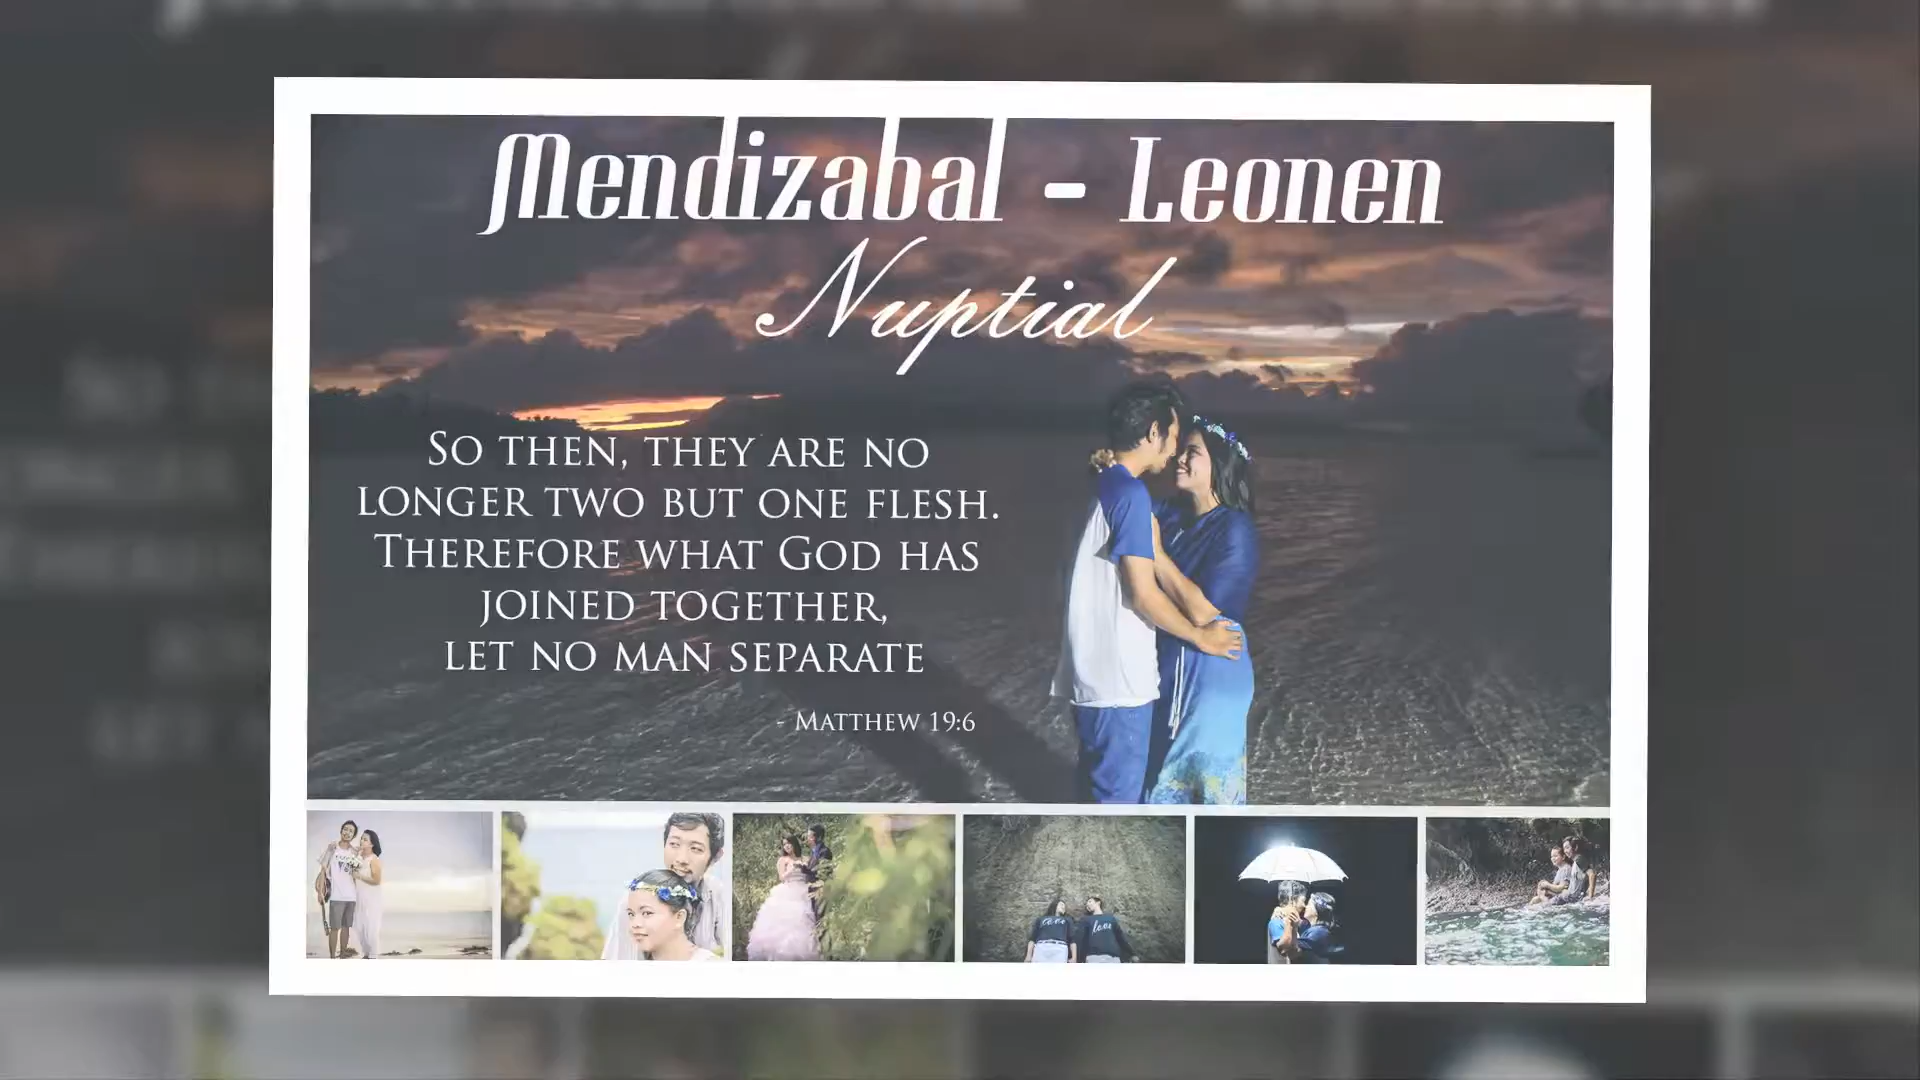 Mendizabal - Leonen
Nuptial
So then, they are no
longer two but one flesh.
Therefore what God has
joined together,
let no man separate
- Matthew 19:6
love